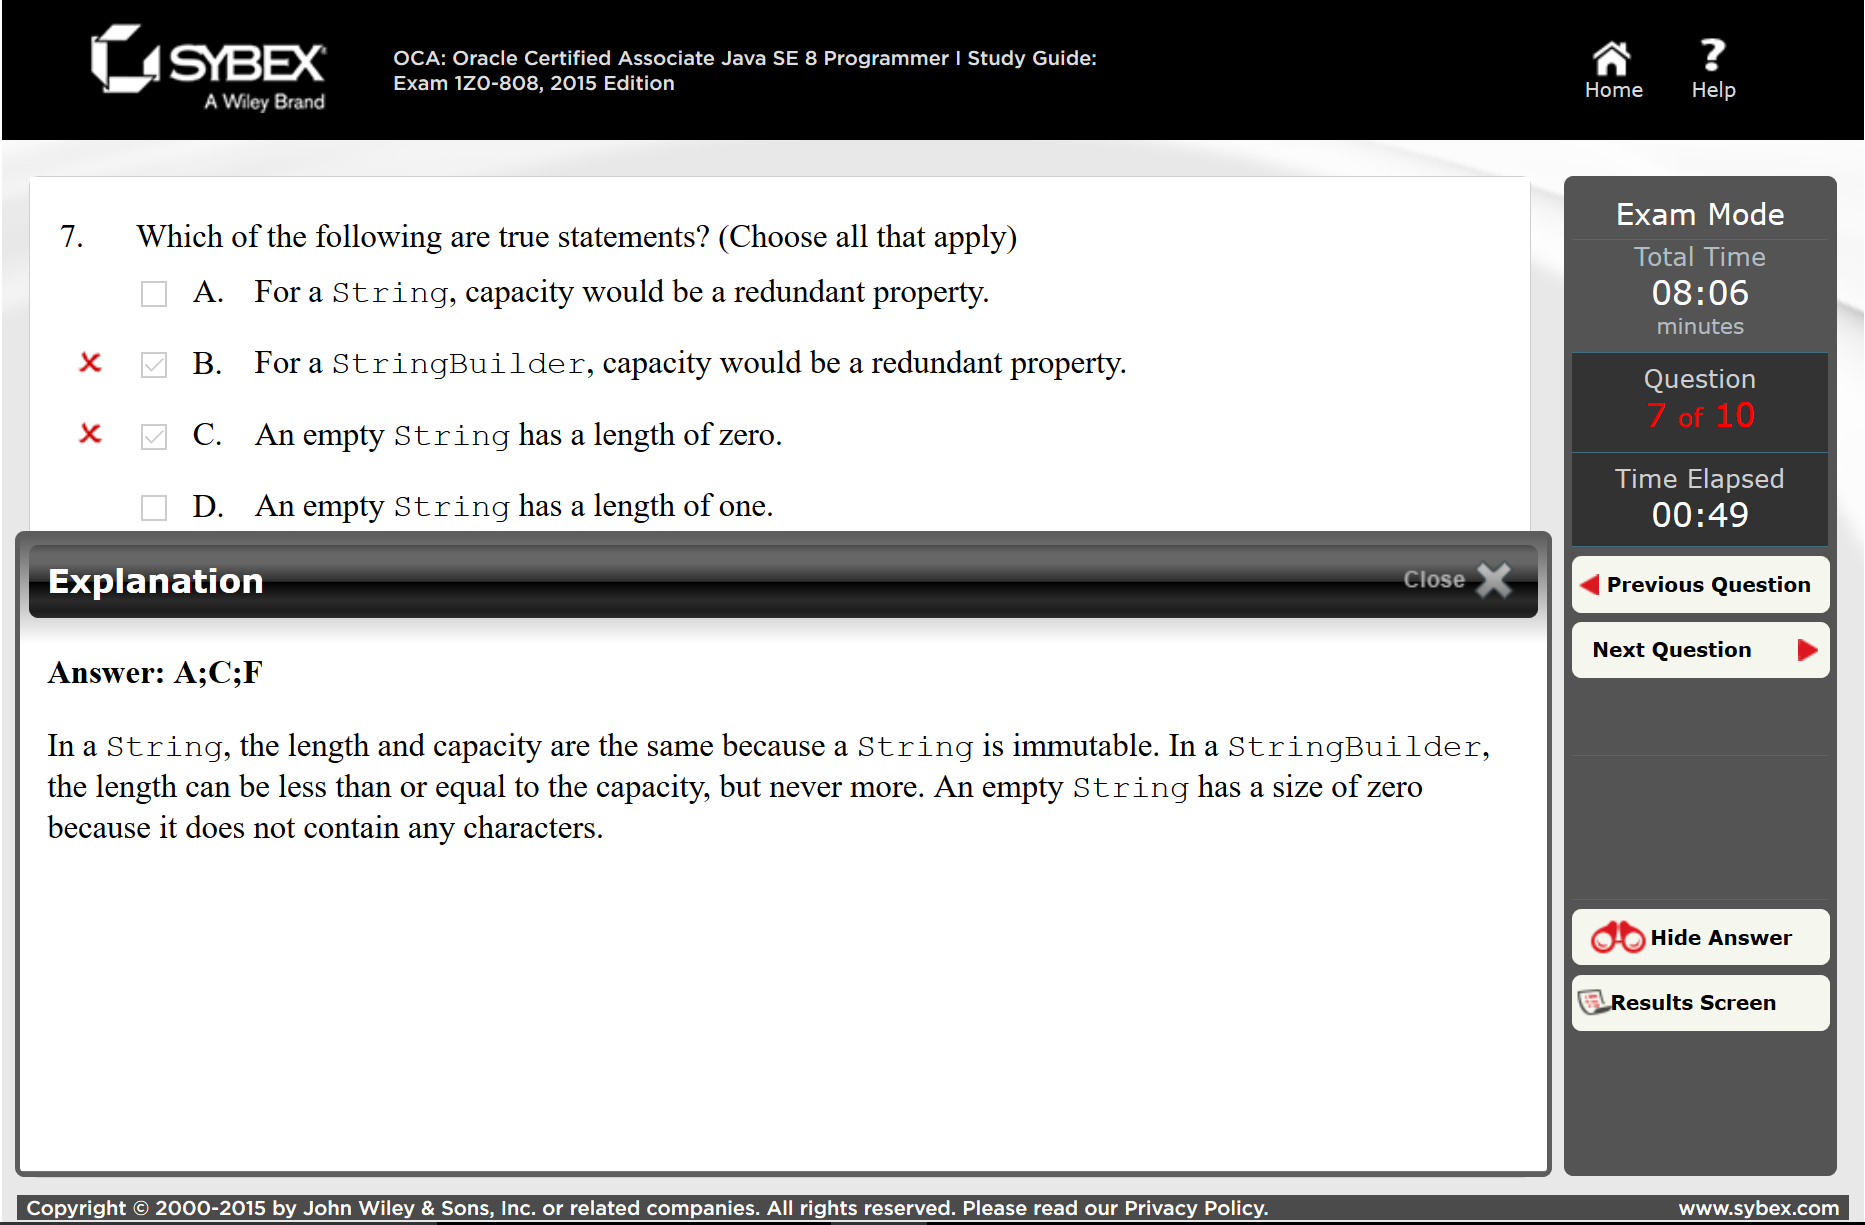 SYBEX
A Wiley Brand
OCA: Oracle Certified Associate Java SE 8 Programmer I Study Guide:
Exam 1Z0-808, 2015 Edition
Home
?
Help
7. Which of the following are true statements? (Choose all that apply)
A. For a String, capacity would be a redundant property.
B. For a StringBuilder, capacity would be a redundant property.
C. An empty String has a length of zero.
D. An empty String has a length of one.
Explanation
Close
Answer: A;C;F
In a String, the length and capacity are the same because a String is immutable. In a StringBuilder,
the length can be less than or equal to the capacity, but never more. An empty String has a size of zero
because it does not contain any characters.
Exam Mode
Total Time
08:06
minutes
Question
7 of 10
Time Elapsed
00:49
Previous Question
Next Question
Hide Answer
Results Screen
Copyright © 2000-2015 by John Wiley & Sons, Inc. or related companies. All rights reserved. Please read our Privacy Policy.
www.sybex.com